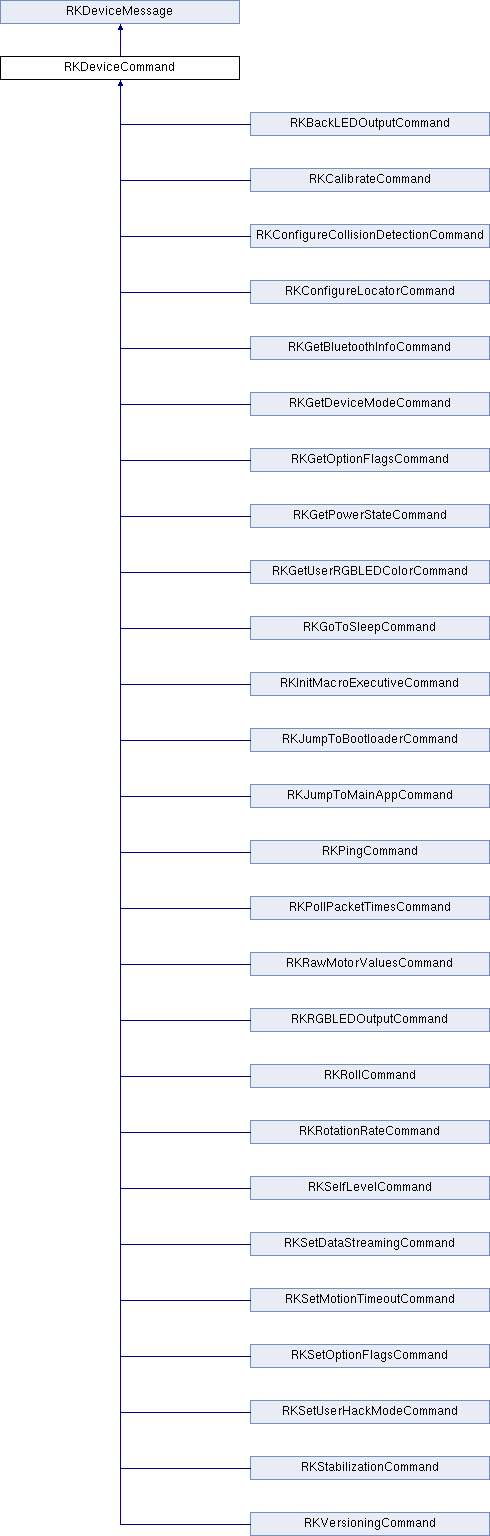 RKDeviceMessage
RKDeviceCommand
RKBackLEDOutputCommand
RKCalibrateCommand
RKConfigureCollisionDetectionCommand
RKConfigureLocatorCommand
RKGetBluetoothInfoCommand
RKGetDeviceModeCommand
RKGetOptionFlagsCommand
RKGetPowerStateCommand
RKGetUserRGBLEDColorCommand
RKGoToSleepCommand
RKInitMacroExecutiveCommand
RKJumpToBootloaderCommand
RKJumpToMainAppCommand
RKPingCommand
RKPollPacketTimesCommand
RKRawMotorValuesCommand
RKRGBLEDOutputCommand
RKRollCommand
RKRotationRateCommand
RKSelfLevelCommand
RKSetDataStreamingCommand
RKSetMotionTimeoutCommand
RKSetOptionFlagsCommand
RKSetUserHackModeCommand
RKStabilizationCommand
RKVersioningCommand